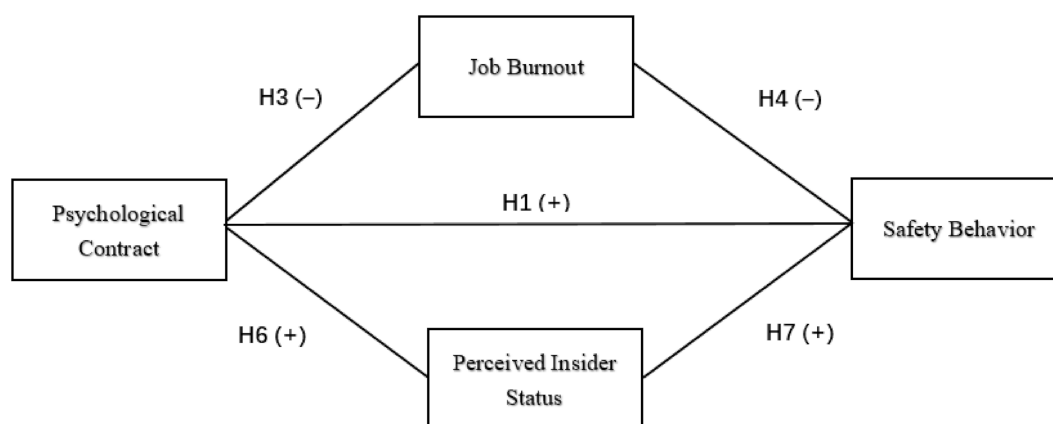 Job Burnout
H3 (–)
H4 (–)
Psychological
Contract
H1 (+)
Safety Behavior
H6 (+)
H7 (+)
Perceived Insider
Status